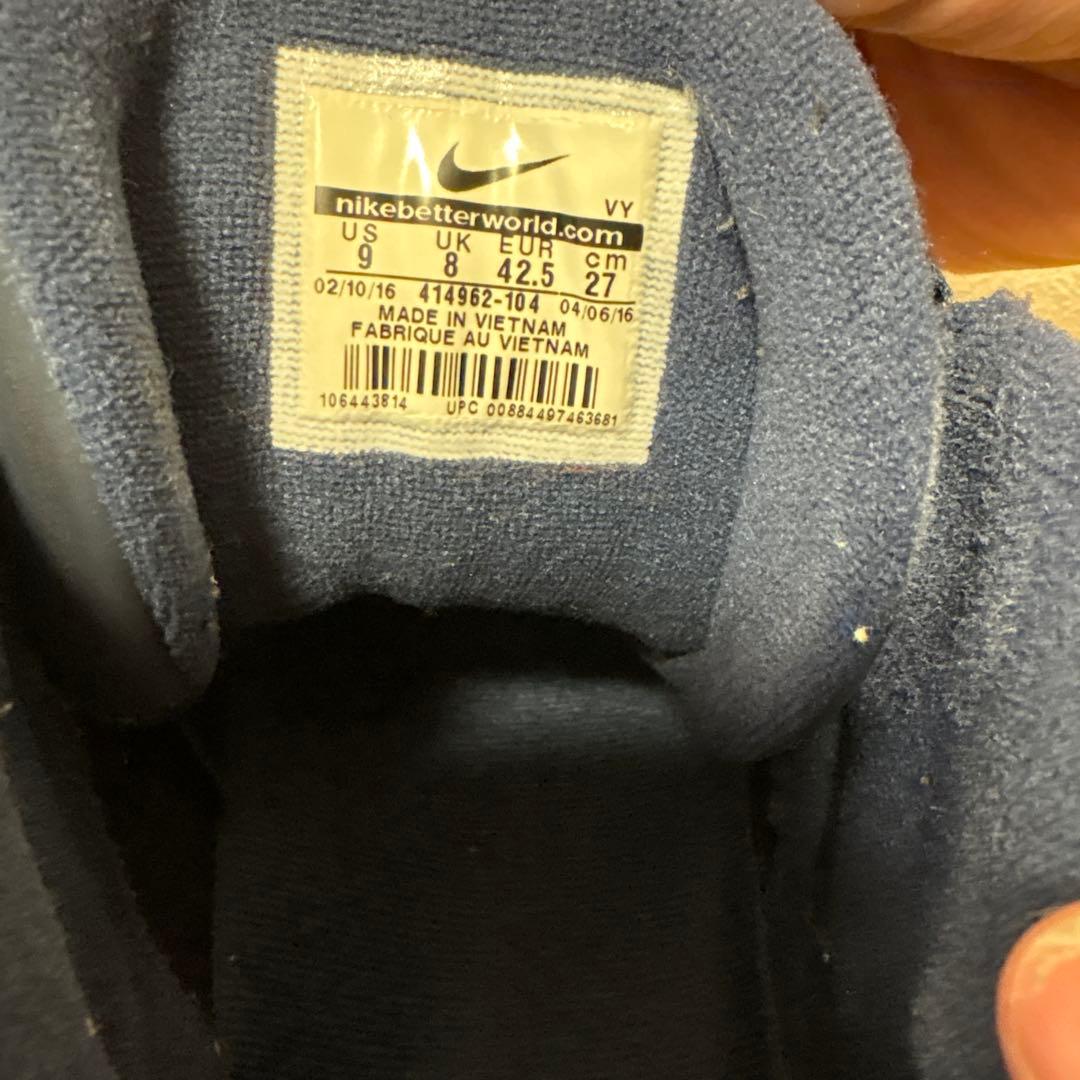 VY
nikebetterworld.com
US UK EUR cm
9 8 42.5 27
02/10/16 414962-104 04/06/16
MADE IN VIETNAM
FABRIQUE AU VIETNAM
106443814 UPC 00884497463681